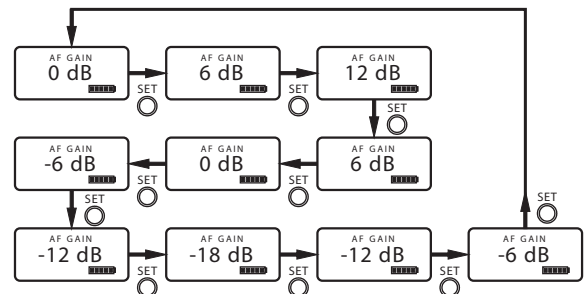 AF GAIN
0 dB
SET
AF GAIN
6 dB
SET
AF GAIN
12 dB
SET
AF GAIN
6 dB
SET
AF GAIN
0 dB
SET
AF GAIN
-6 dB
SET
AF GAIN
-12 dB
SET
AF GAIN
-18 dB
SET
AF GAIN
-12 dB
SET
AF GAIN
-6 dB
SET